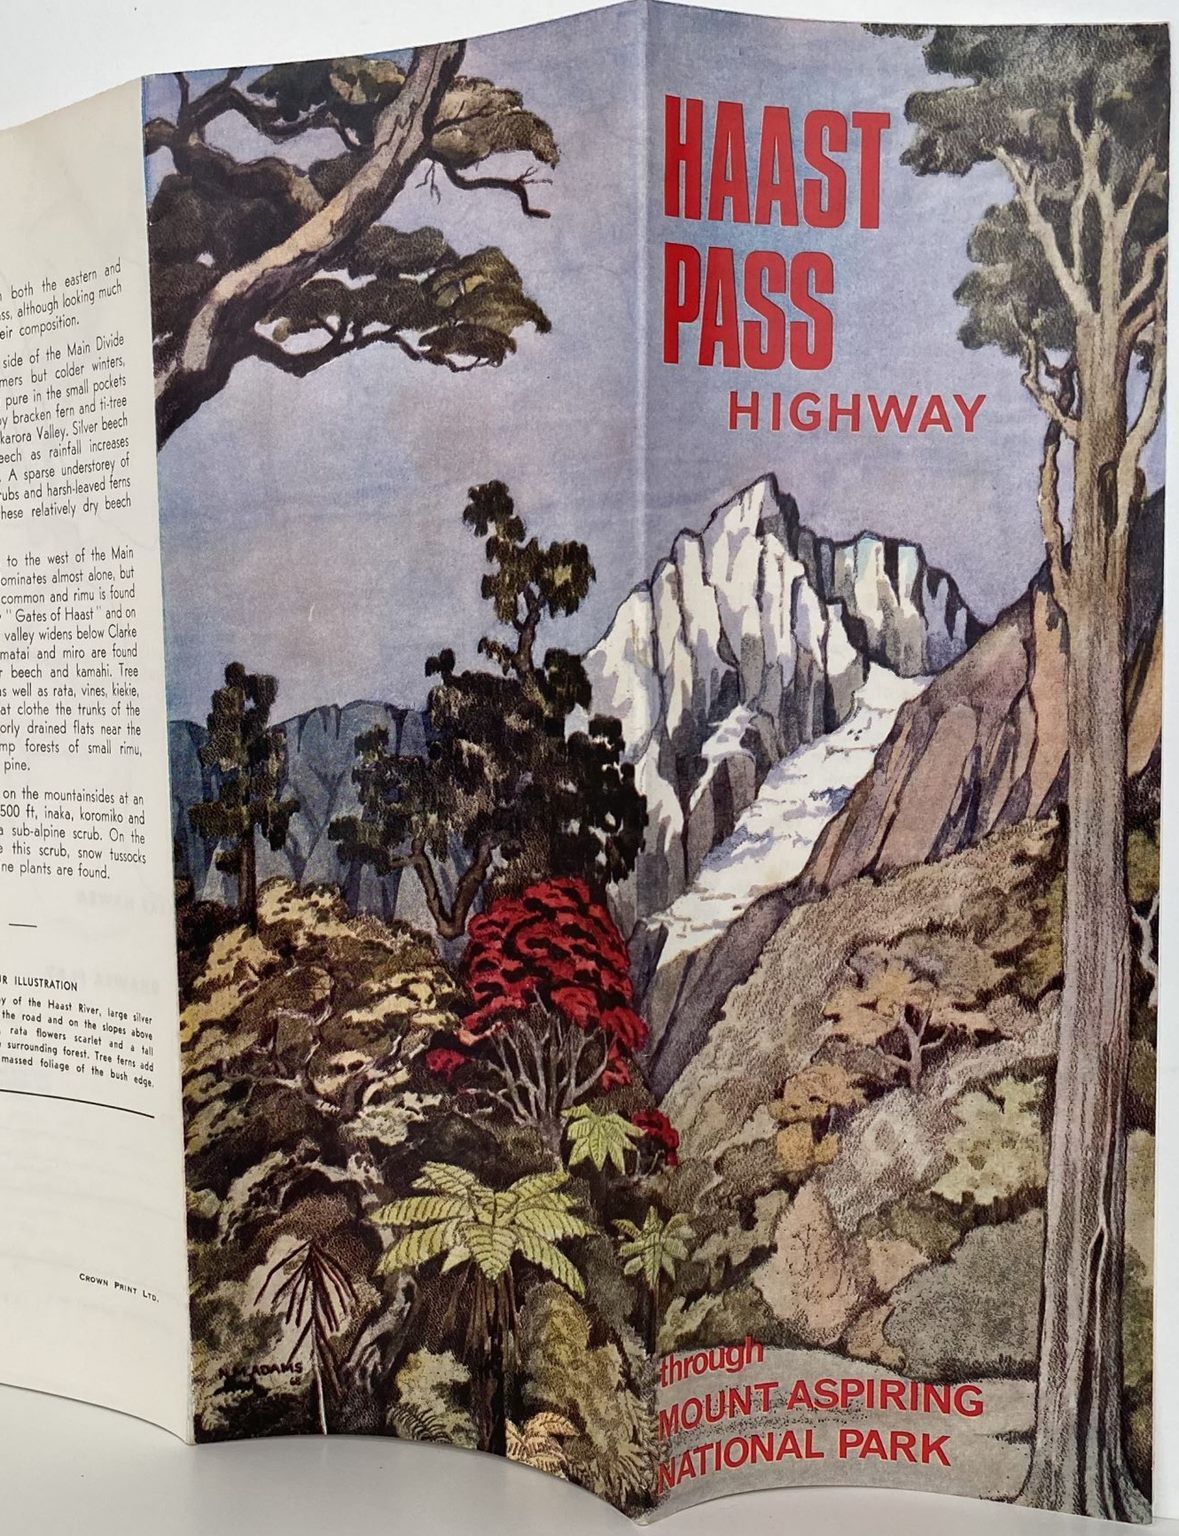 both the eastern and
ss, although looking much
eir composition.
side of the Main Divide
mers but colder winters,
pure in the small pockets
by bracken fern and ti-tree
karora Valley. Silver beech
eech as rainfall increases
. A sparse understorey of
rubs and harsh-leaved ferns
hese relatively dry beech
to the west of the Main
ominates almost alone, but
common and rimu is found
" Gates of Haast " and on
valley widens below Clarke
matai and miro are found
r beech and kamahi. Tree
as well as rata, vines, kiekie,
at clothe the trunks of the
orly drained flats near the
mp forests of small rimu,
pine.
on the mountainsides at an
500 ft, inaka, koromiko and
a sub-alpine scrub. On the
e this scrub, snow tussocks
ne plants are found.
R ILLUSTRATION
ey of the Haast River, large silver
the road and on the slopes above
rata flowers scarlet and a tall
surrounding forest. Tree ferns add
massed foliage of the bush edge.
CROWN PRINT LTD.
HAAST
PASS
HIGHWAY
ADAMS
through
MOUNT ASPIRING
NATIONAL PARK